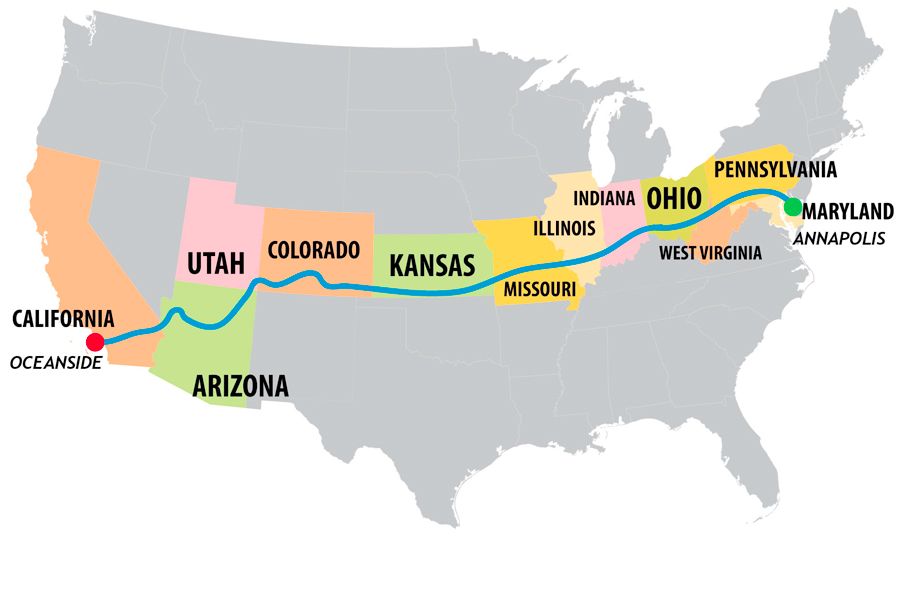 PENNSYLVANIA
INDIANA
OHIO
MARYLAND
ILLINOIS
ANNAPOLIS
COLORADO
WEST VIRGINIA
UTAH
KANSAS
MISSOURI
CALIFORNIA
OCEANSIDE
ARIZONA